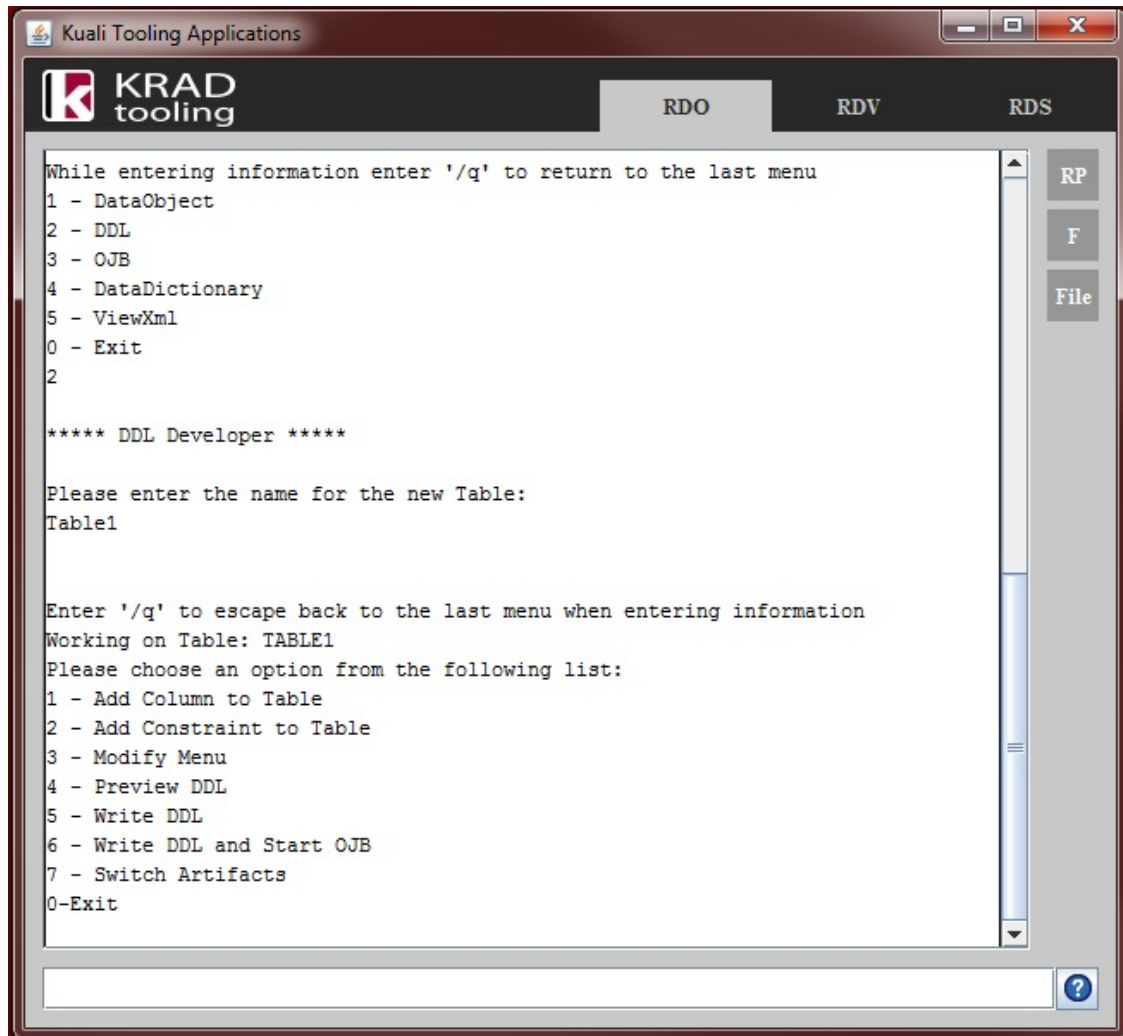 Kuali Tooling Applications
KRAD
tooling
RDO
RDV
RDS
While entering information enter '/q' to return to the last menu
1 - DataObject
2 - DDL
3 - OJB
4 - DataDictionary
5 - ViewXml
0 - Exit
2
***** DDL Developer *****
Please enter the name for the new Table:
Table1
Enter '/q' to escape back to the last menu when entering information
Working on Table: TABLE1
Please choose an option from the following list:
1 - Add Column to Table
2 - Add Constraint to Table
3 - Modify Menu
4 - Preview DDL
5 - Write DDL
6 - Write DDL and Start OJB
7 - Switch Artifacts
0-Exit
RP
F
File
?